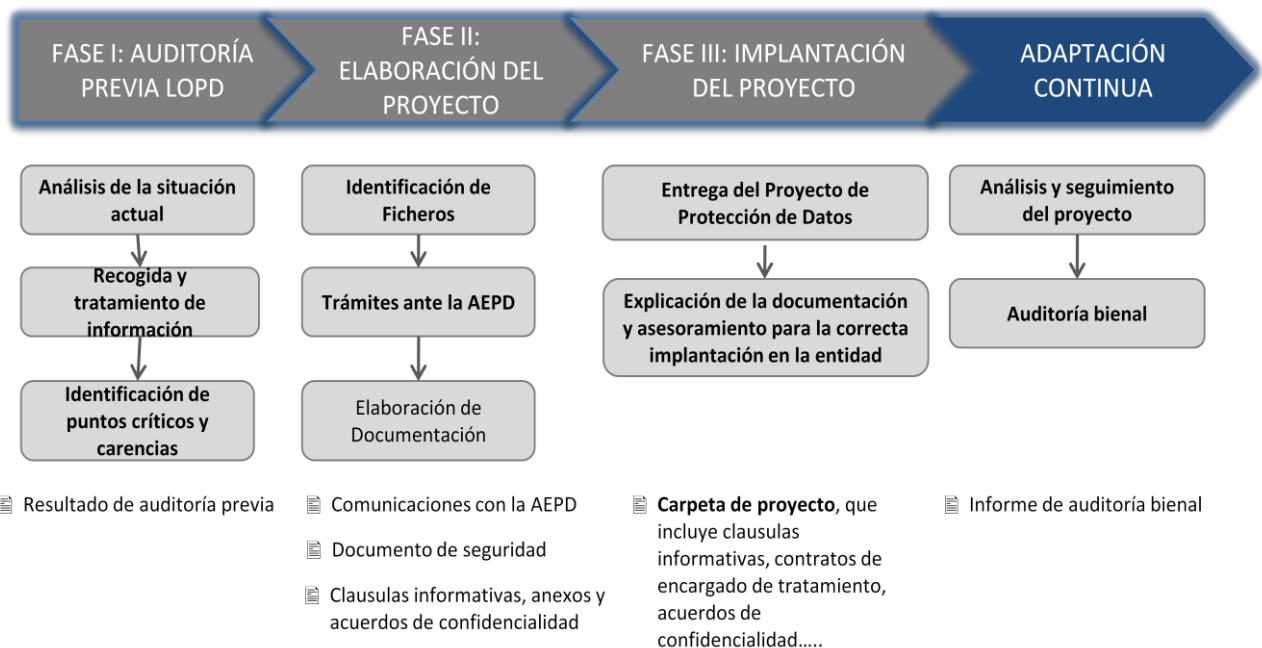 FASE I: AUDITORÍA
PREVIA LOPD
FASE II:
ELABORACIÓN DEL
PROYECTO
FASE III: IMPLANTACIÓN
DEL PROYECTO
ADAPTACIÓN
CONTINUA
Análisis de la situación
actual
Recogida y
tratamiento de
información
Identificación de
puntos críticos y
carencias
Resultado de auditoría previa
Identificación de
Ficheros
Trámites ante la AEPD
Elaboración de
Documentación
Comunicaciones con la AEPD
Documento de seguridad
Clausulas informativas, anexos y
acuerdos de confidencialidad
Entrega del Proyecto de
Protección de Datos
Explicación de la documentación
y asesoramiento para la correcta
implantación en la entidad
Carpeta de proyecto, que
incluye clausulas
informativas, contratos de
encargado de tratamiento,
acuerdos de
confidencialidad.....
Análisis y seguimiento
del proyecto
Auditoría bienal
Informe de auditoría bienal